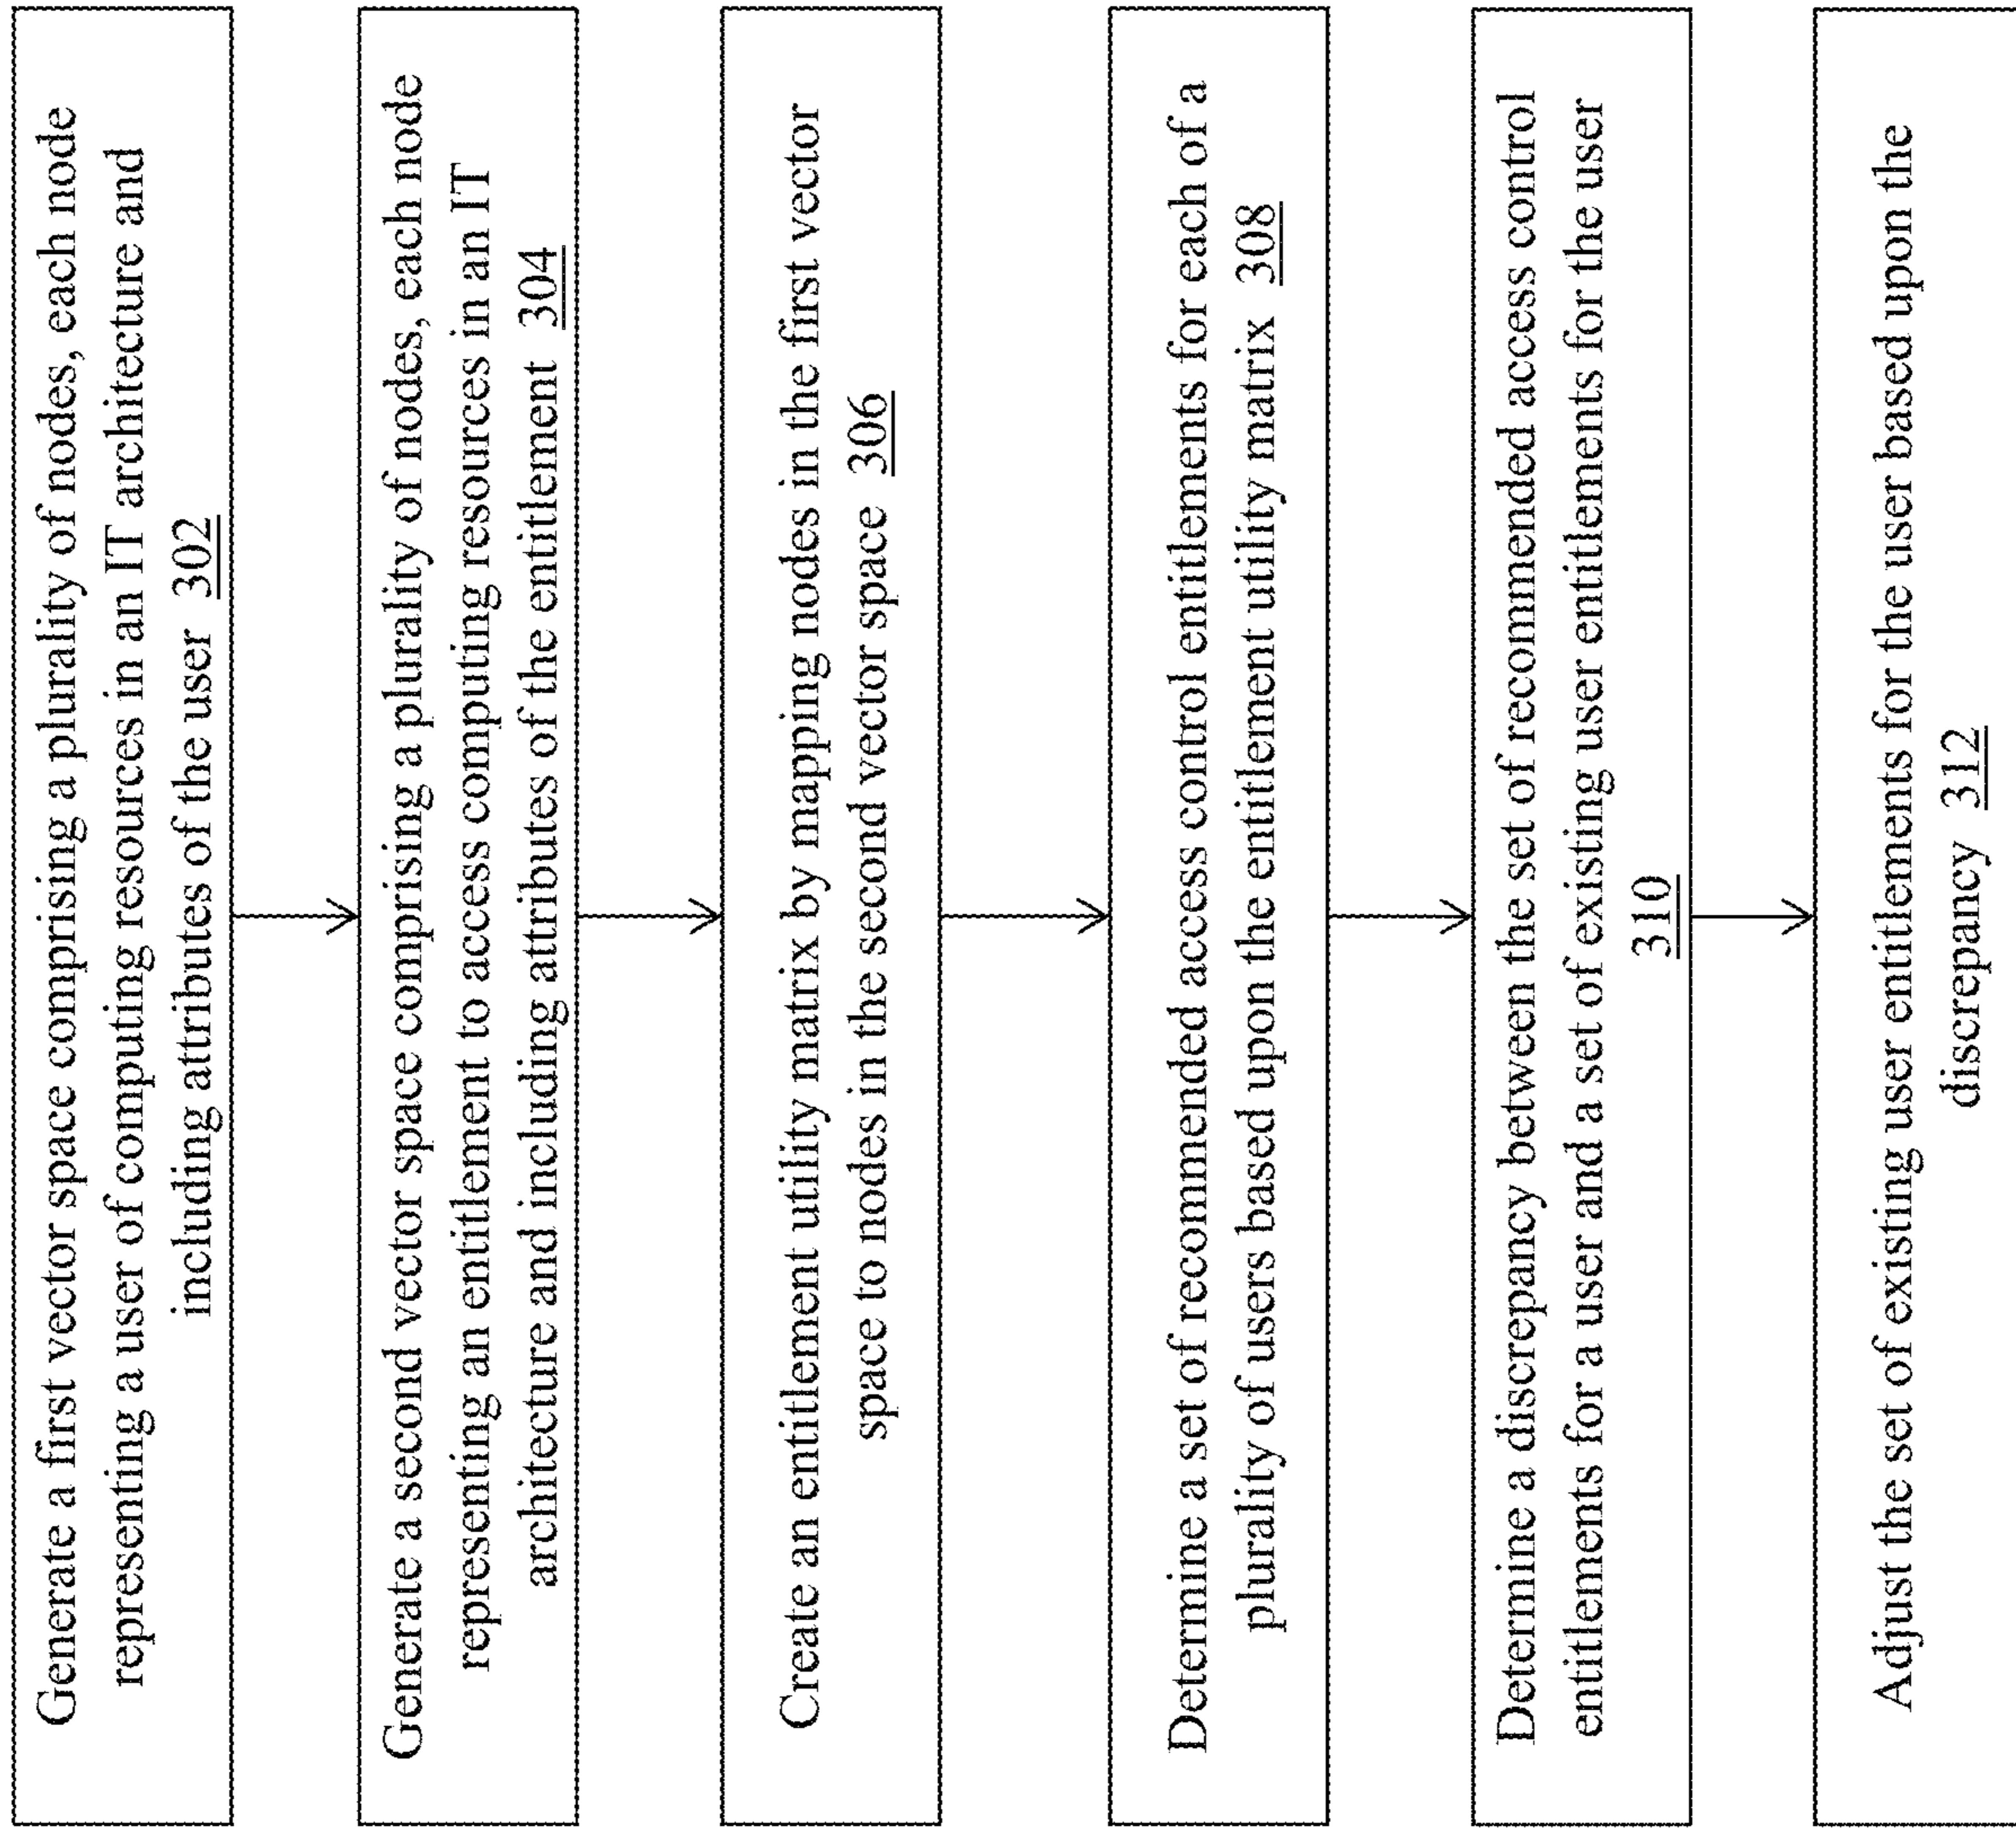 Generate a first vector space comprising a plurality of nodes, each node
representing a user of computing resources in an IT architecture and
including attributes of the user 302
Generate a second vector space comprising a plurality of nodes, each node
representing an entitlement to access computing resources in an IT
architecture and including attributes of the entitlement 304
Create an entitlement utility matrix by mapping nodes in the first vector
space to nodes in the second vector space 306
Determine a set of recommended access control entitlements for each of a
plurality of users based upon the entitlement utility matrix 308
Determine a discrepancy between the set of recommended access control
entitlements for a user and a set of existing user entitlements for the user
310
Adjust the set of existing user entitlements for the user based upon the
discrepancy 312